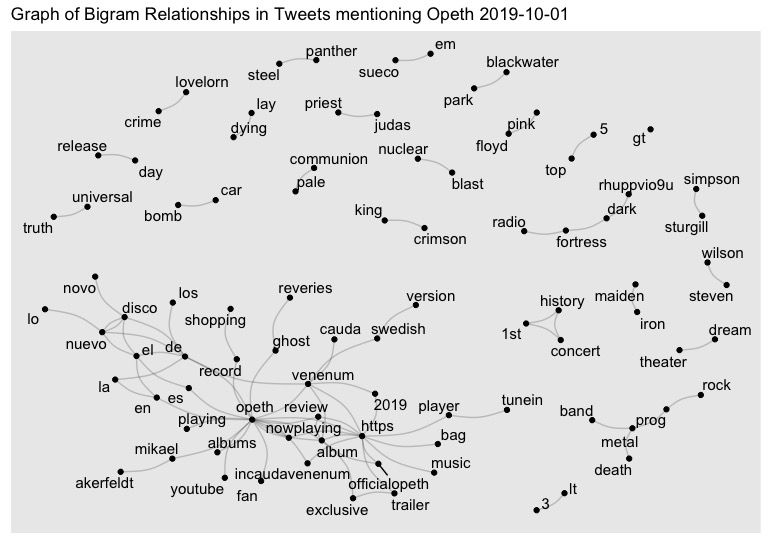 Graph of Bigram Relationships in Tweets mentioning Opeth 2019-10-01
panther
em
steel
sueco
blackwater
lovelorn
park
crime
lay
priest
pink
dying
judas
floyd
5
gt
release
nuclear
communion
top
day
pale
blast
rhuppvio9u
simpson
universal
car
king
dark
truth
bomb
radio
sturgill
crimson
fortress
wilson
novo
los
reveries
version
maiden
steven
lo
disco
shopping
history
iron
nuevo
el
de
ghost
cauda
swedish
1st
dream
record
venenum
concert
theater
la
rock
en
es
opeth
review
2019
player
tunein
band
prog
playing
nowplaying
https
mikael
albums
album
bag
metal
akerfeldt
youtube
incaudavenenum
music
death
fan
officialopeth
lt
exclusive
trailer
3